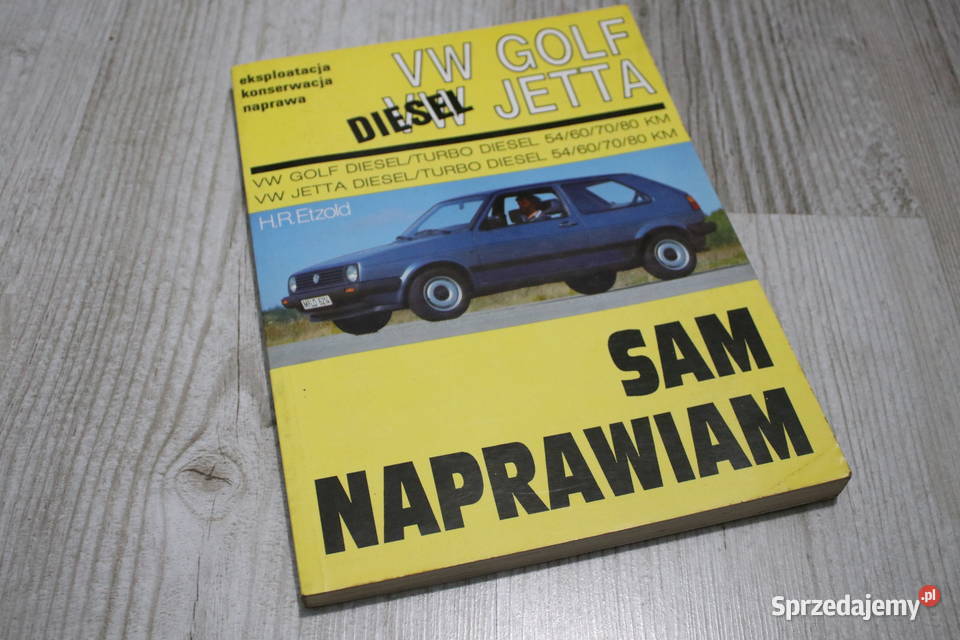 eksploatacja
konserwacja
naprawa
VW GOLF
VW JETTA
DIESEL
VW GOLF DIESEL/TURBO DIESEL 54/60/70/80 KM
VW JETTA DIESEL/TURBO DIESEL 54/60/70/80 KM
H.R.Etzold
SAM
NAPRAWIAM
Sprzedajemy.pl